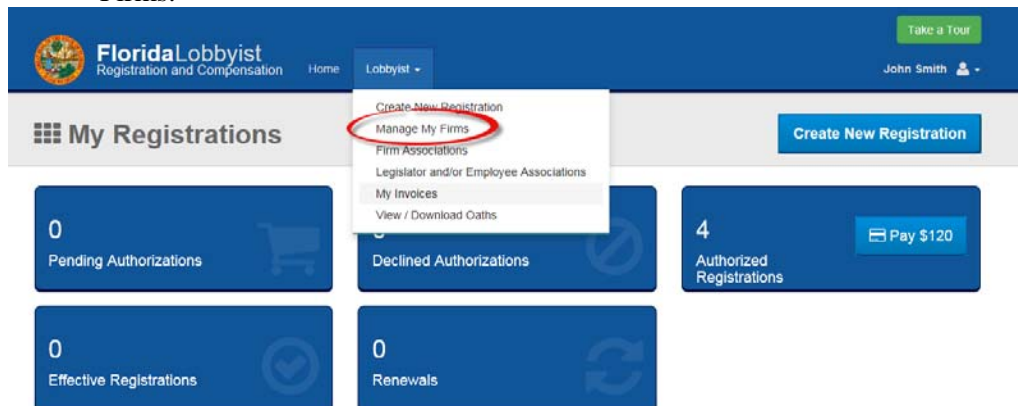 FloridaLobbyist
Registration and Compensation
Home
Lobbyist
Take a Tour
John Smith
My Registrations
Create New Registration
Manage My Firms
Firm Associations
Legislator and/or Employee Associations
My Invoices
View / Download Oaths
Create New Registration
0
Pending Authorizations
Declined Authorizations
4
Authorized
Registrations
Pay $120
0
Effective Registrations
0
Renewals